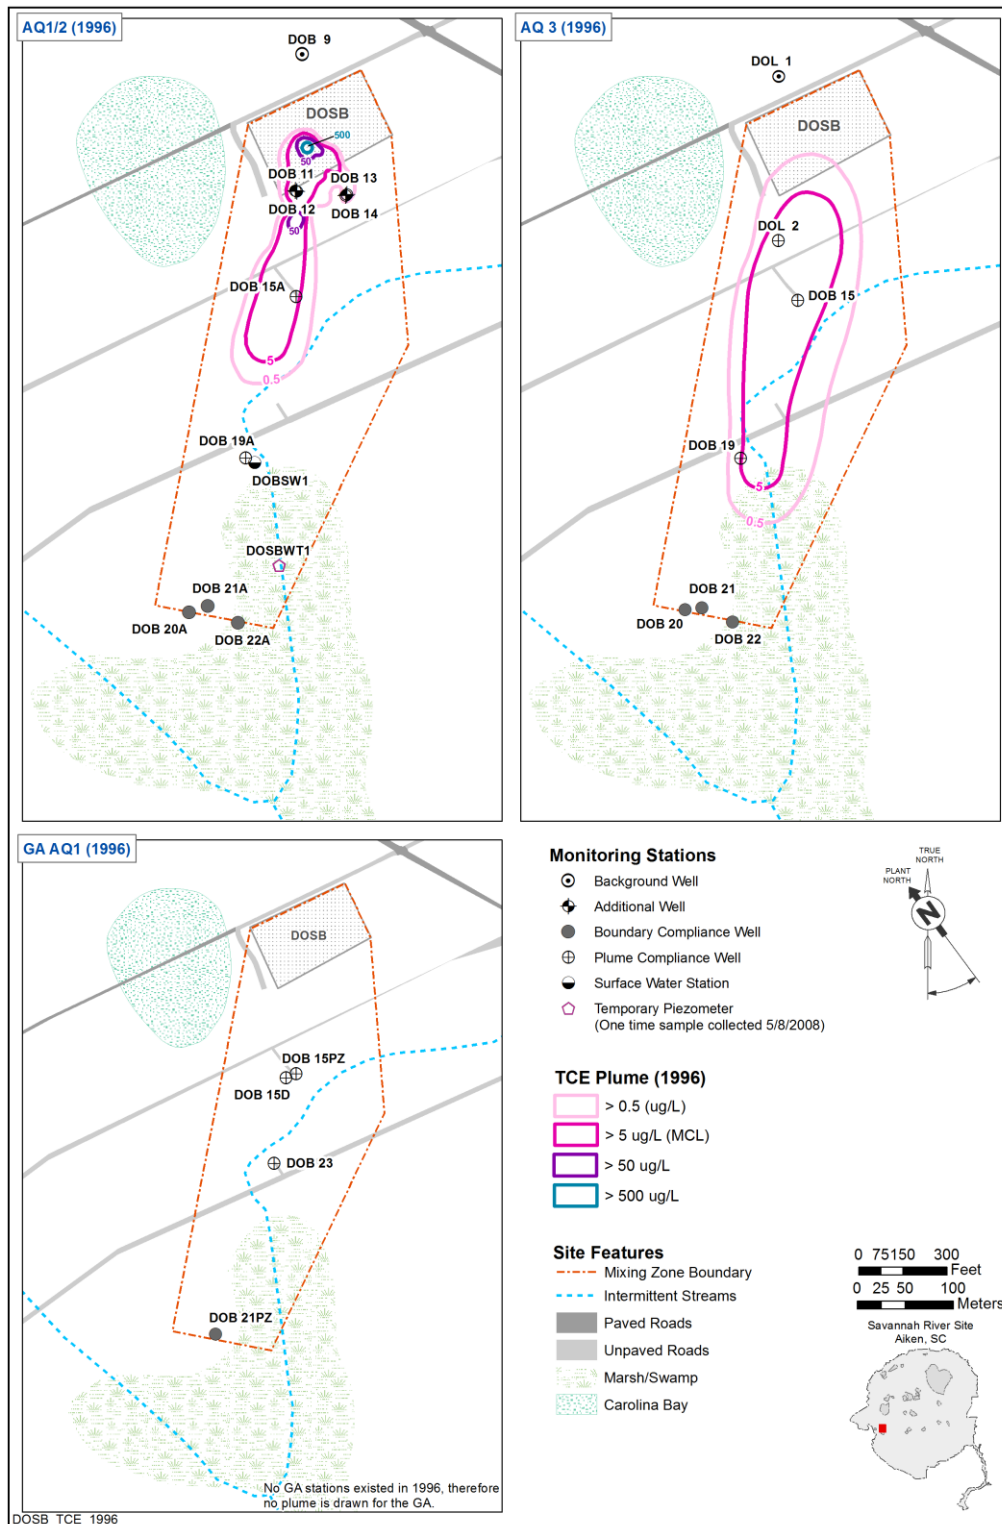 AQ1/2 (1996)
DOB 9
DOSB
500
50
DOB 11
DOB 13
DOB 12
DOB 14
50
DOB 15A
5
0.5
DOB 19A
DOBSW1
DOSBWT1
DOB 21A
DOB 20A
DOB 22A
AQ 3 (1996)
DOL 1
DOSB
DOL 2
DOB 15
DOB 19
5
0.5
DOB 21
DOB 20
DOB 22
GA AQ1 (1996)
DOSB
DOB 15PZ
DOB 15D
DOB 23
DOB 21PZ
No GA stations existed in 1996, therefore
no plume is drawn for the GA.
Monitoring Stations
Background Well
Additional Well
Boundary Compliance Well
Plume Compliance Well
Surface Water Station
Temporary Piezometer
(One time sample collected 5/8/2008)
TRUE
NORTH
PLANT
NORTH
N
TCE Plume (1996)
> 0.5 (ug/L)
> 5 ug/L (MCL)
> 50 ug/L
> 500 ug/L
Site Features
Mixing Zone Boundary
Intermittent Streams
Paved Roads
Unpaved Roads
Marsh/Swamp
Carolina Bay
0 75150 300
Feet
0 25 50 100
Meters
Savannah River Site
Aiken, SC
DOSB_TCE_1996